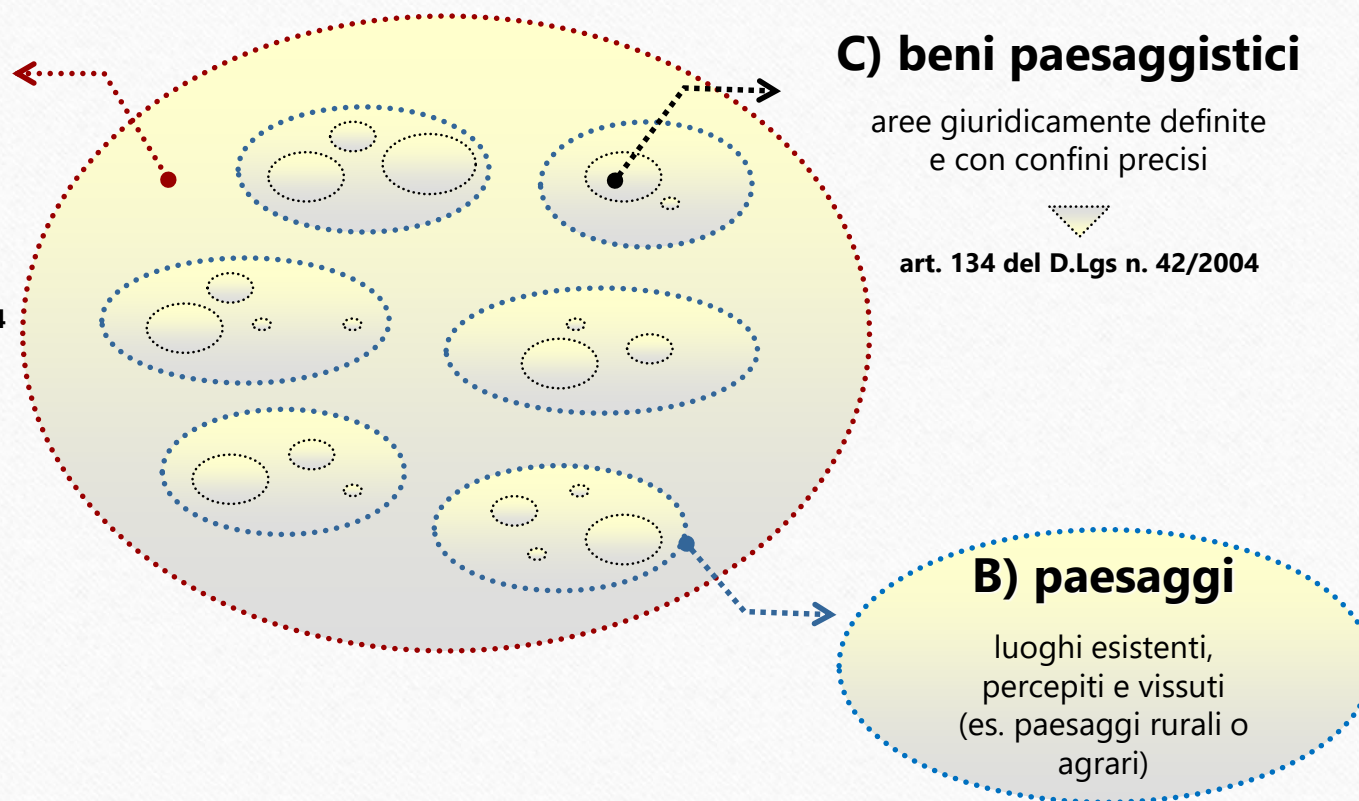 C) beni paesaggistici
aree giuridicamente definite
e con confini precisi
art. 134 del D.Lgs n. 42/2004
4
B) paesaggi
luoghi esistenti,
percepiti e vissuti
(es. paesaggi rurali o
agrari)